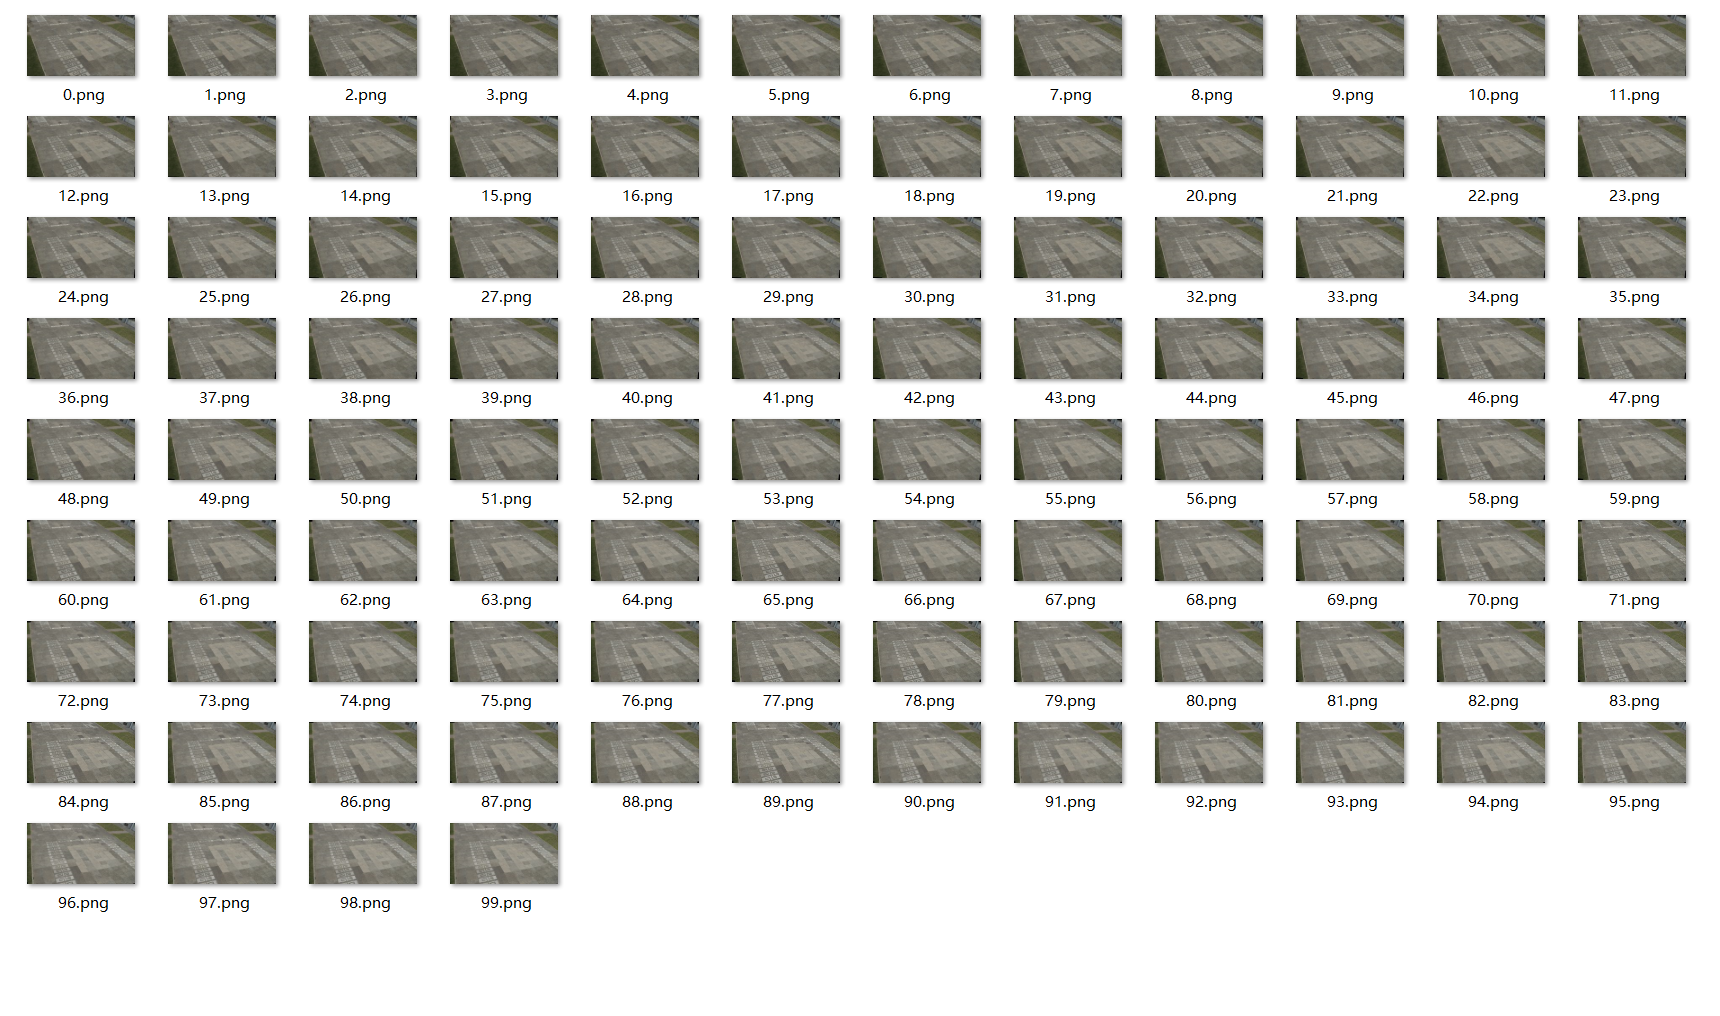 0.png 1.png 2.png 3.png 4.png 5.png 6.png 7.png 8.png 9.png 10.png 11.png
12.png 13.png 14.png 15.png 16.png 17.png 18.png 19.png 20.png 21.png 22.png 23.png
24.png 25.png 26.png 27.png 28.png 29.png 30.png 31.png 32.png 33.png 34.png 35.png
36.png 37.png 38.png 39.png 40.png 41.png 42.png 43.png 44.png 45.png 46.png 47.png
48.png 49.png 50.png 51.png 52.png 53.png 54.png 55.png 56.png 57.png 58.png 59.png
60.png 61.png 62.png 63.png 64.png 65.png 66.png 67.png 68.png 69.png 70.png 71.png
72.png 73.png 74.png 75.png 76.png 77.png 78.png 79.png 80.png 81.png 82.png 83.png
84.png 85.png 86.png 87.png 88.png 89.png 90.png 91.png 92.png 93.png 94.png 95.png
96.png 97.png 98.png 99.png